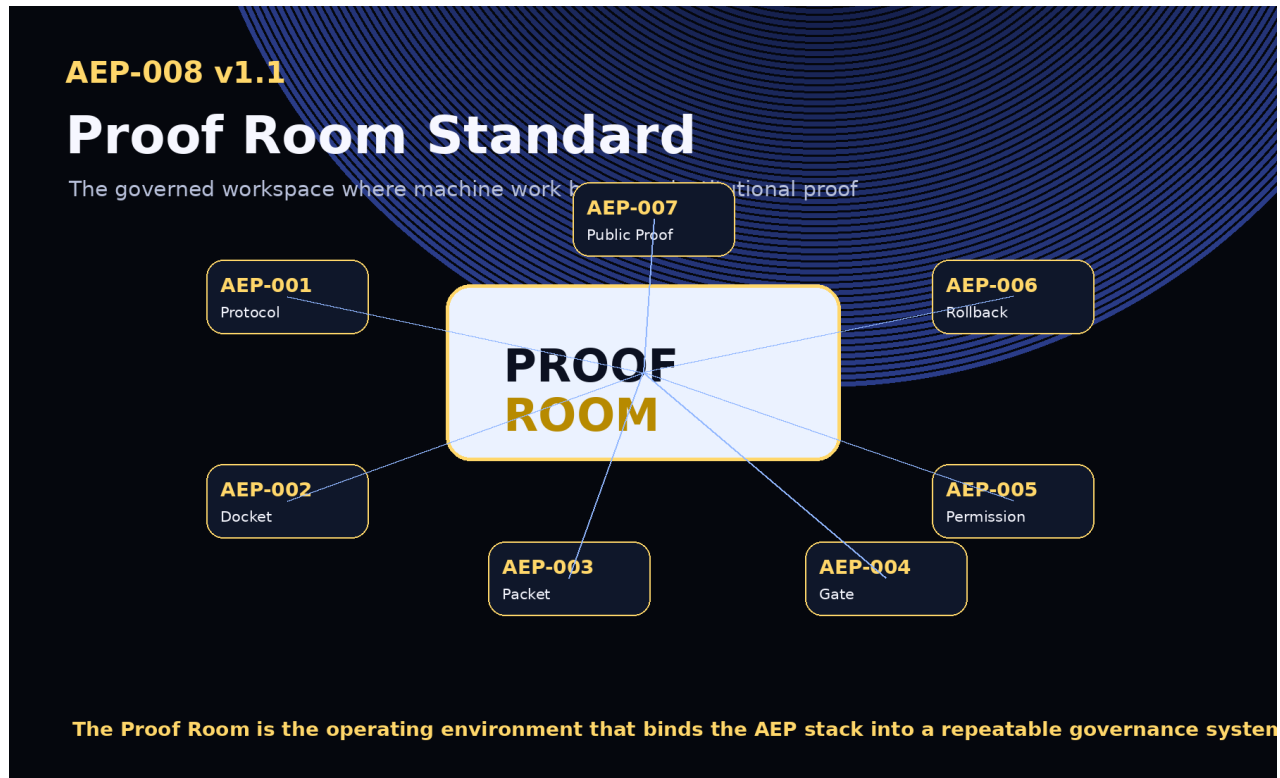 AEP-008 v1.1
Proof Room Standard
The governed workspace where machine work institutional proof
AEP-007
Public Proof
AEP-001
Protocol
AEP-006
Rollback
PROOF
ROOM
AEP-002
Docket
AEP-005
Permission
AEP-003
Packet
AEP-004
Gate
The Proof Room is the operating environment that binds the AEP stack into a repeatable governance system